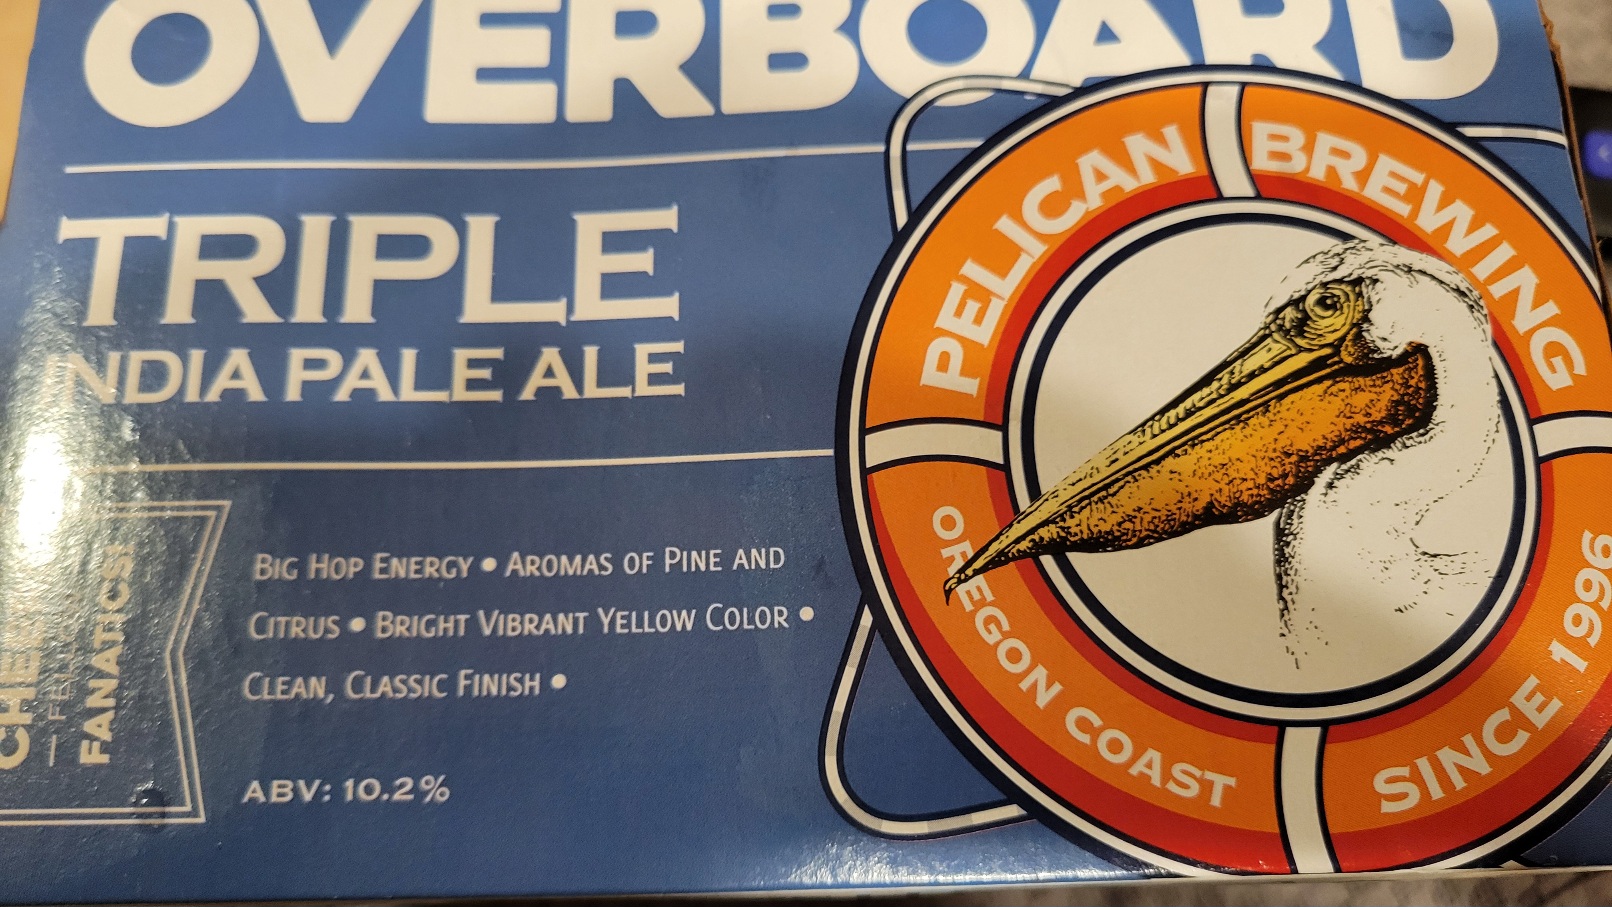 OVERBOARD
TRIPLE
INDIA PALE ALE
BIG HOP ENERGY • AROMAS OF PINE AND
CITRUS • BRIGHT VIBRANT YELLOW COLOR •
CLEAN, CLASSIC FINISH •
ABV: 10.2%
FANATICS!
PELICAN BREWING
OREGON COAST
SINCE 1996